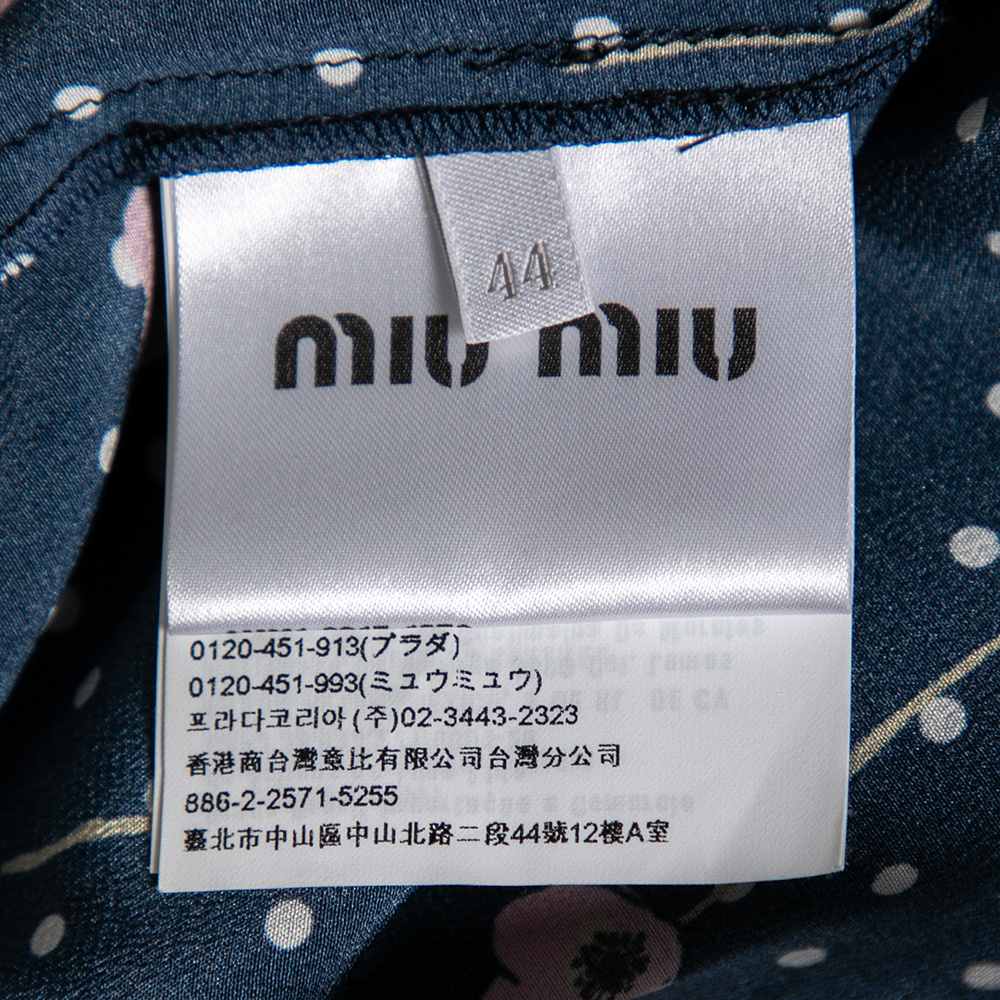 44
miu miu
0120-451-913(プラダ)
0120-451-993(ミュウミュウ)
프라다코리아 (주)02-3443-2323
香港商台灣意比有限公司台灣分公司
886-2-2571-5255
臺北市中山區中山北路二段44號12樓A室